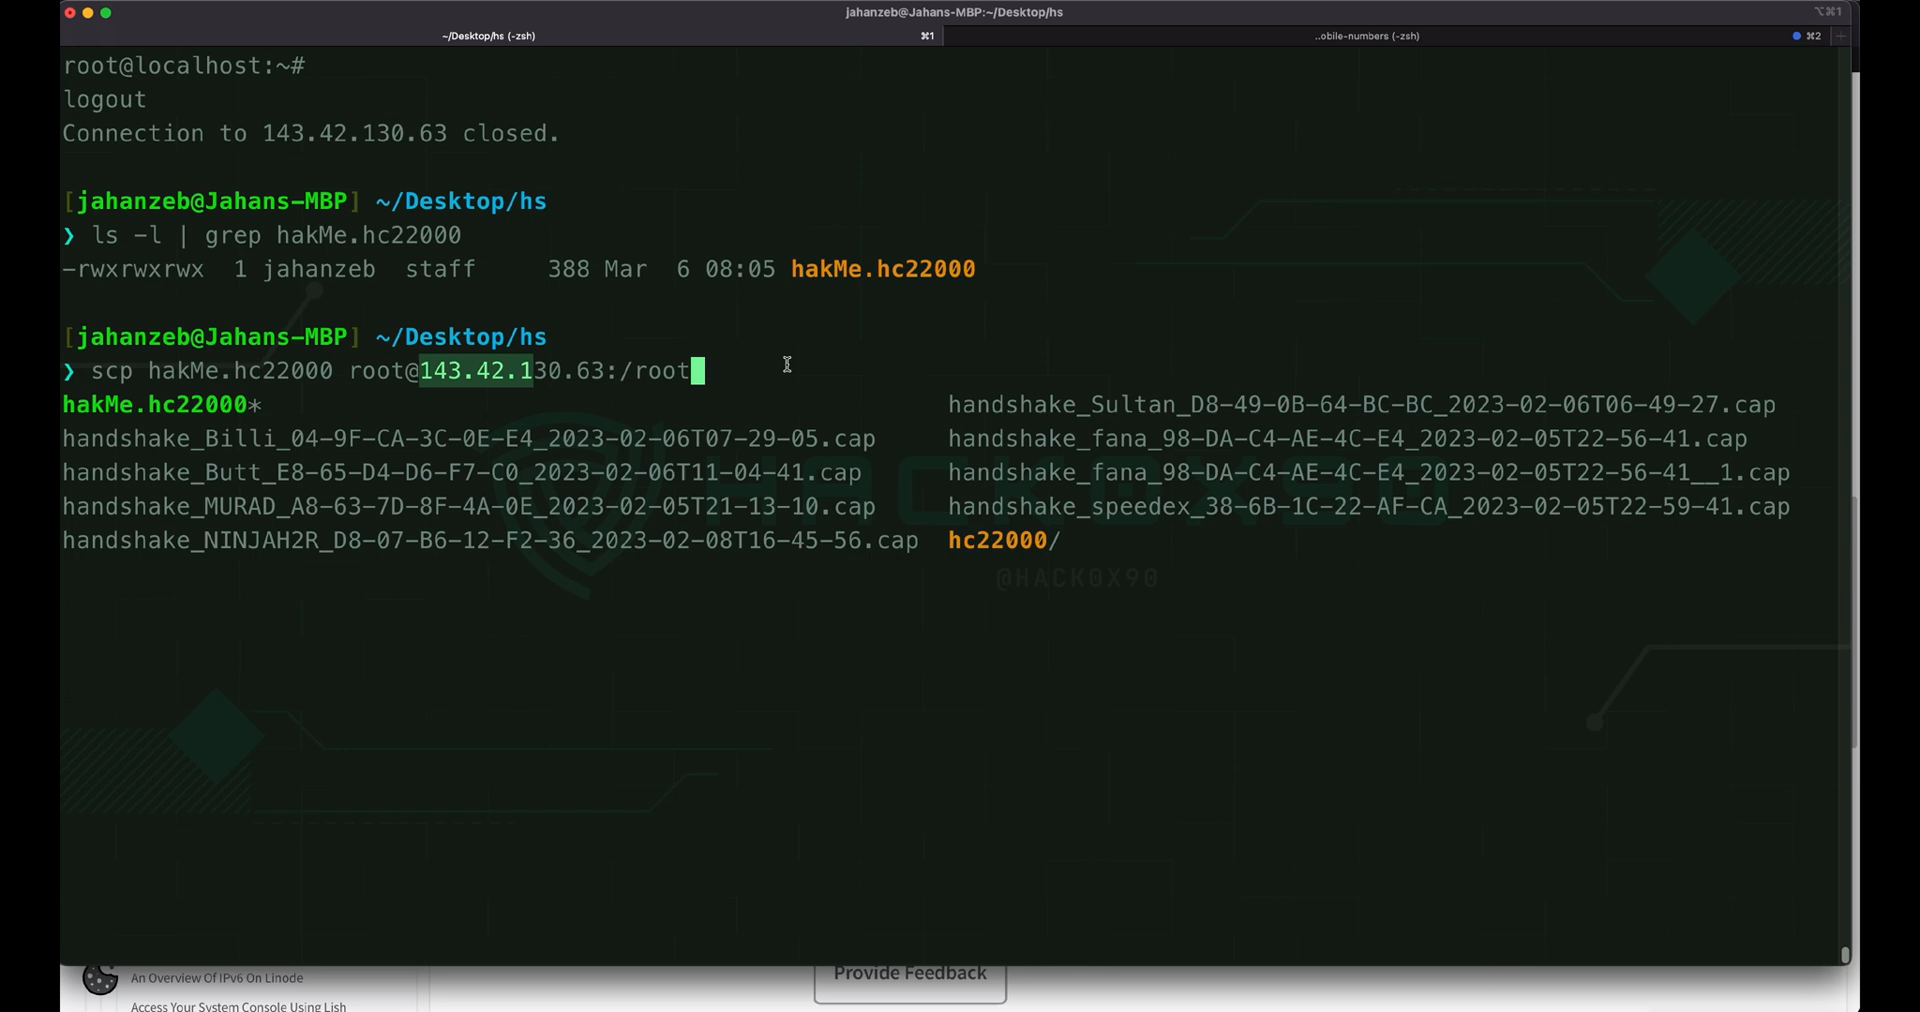 jahanzeb@Jahans-MBP:~/Desktop/hs
⌥⌘1
~/Desktop/hs (-zsh)
⌘1
..obile-numbers (-zsh)
⌘2
root@localhost:~#
logout
Connection to 143.42.130.63 closed.
[jahanzeb@Jahans-MBP] ~/Desktop/hs
❯ ls -l | grep hakMe.hc22000
-rwxrwxrwx 1 jahanzeb staff 388 Mar 6 08:05 hakMe.hc22000
[jahanzeb@Jahans-MBP] ~/Desktop/hs
❯ scp hakMe.hc22000 root@143.42.130.63:/root
hakMe.hc22000* handshake_Sultan_D8-49-0B-64-BC-BC_2023-02-06T06-49-27.cap
handshake_Billi_04-9F-CA-3C-0E-E4_2023-02-06T07-29-05.cap handshake_fana_98-DA-C4-AE-4C-E4_2023-02-05T22-56-41.cap
handshake_Butt_E8-65-D4-D6-F7-C0_2023-02-06T11-04-41.cap handshake_fana_98-DA-C4-AE-4C-E4_2023-02-05T22-56-41__1.cap
handshake_MURAD_A8-63-7D-8F-4A-0E_2023-02-05T21-13-10.cap handshake_speedex_38-6B-1C-22-AF-CA_2023-02-05T22-59-41.cap
handshake_NINJAH2R_D8-07-B6-12-F2-36_2023-02-08T16-45-56.cap hc22000/
HACK0X90
@HACK0X90
An Overview Of IPv6 On Linode
Access Your System Console Using Lish
Provide Feedback